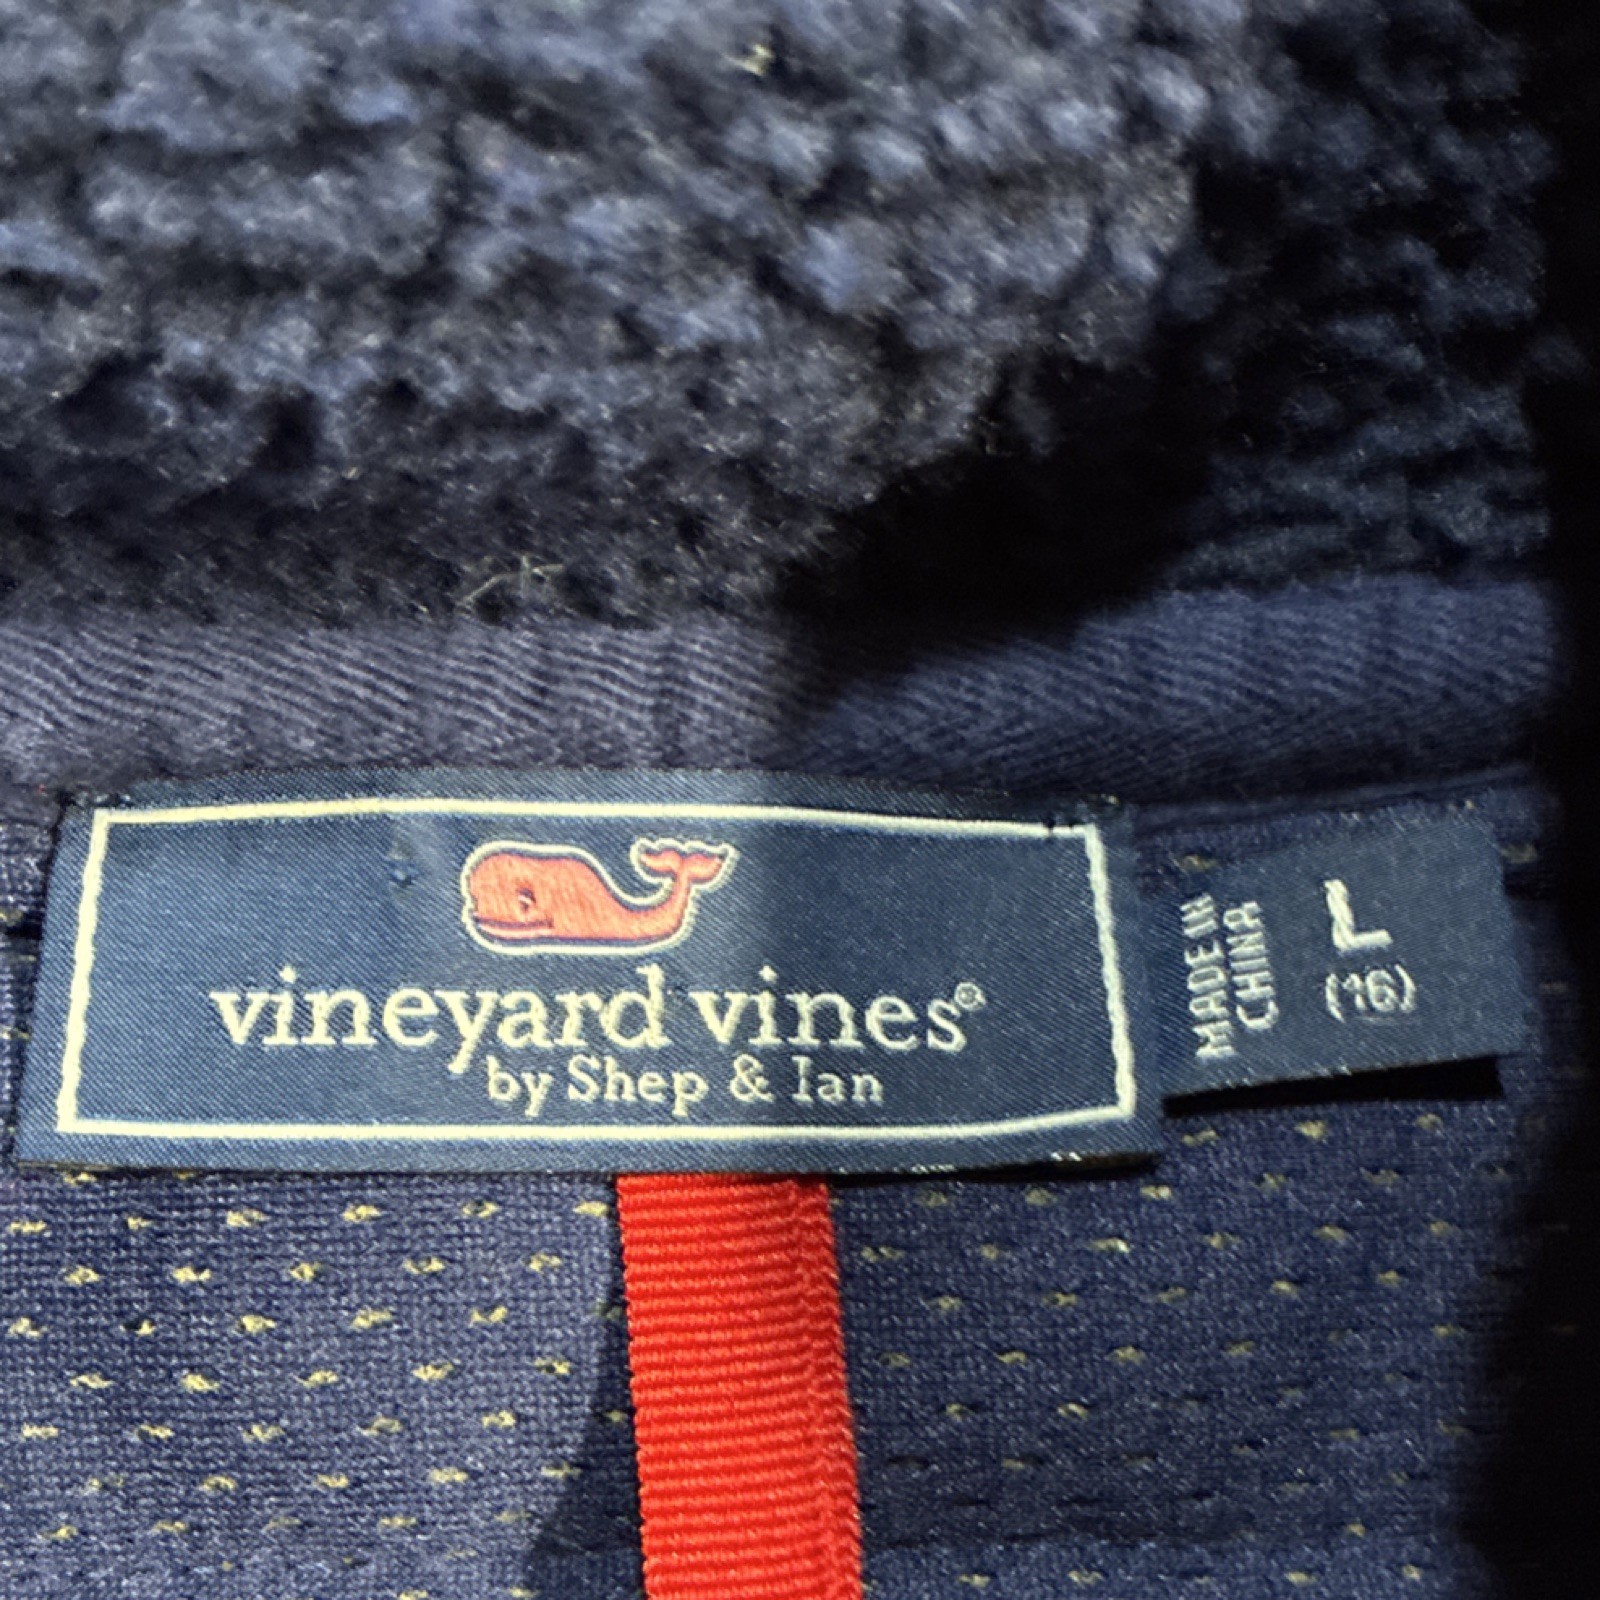 vineyard vines®
by Shep & Ian
MADE IN
CHINA
L
(16)